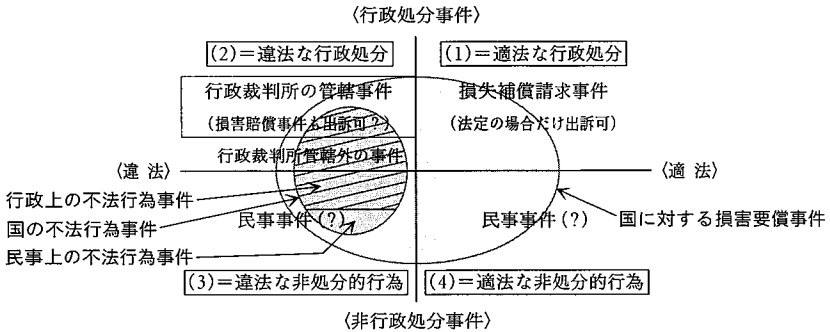 〈行政処分事件〉
(2)＝違法な行政処分
(1)＝適法な行政処分
行政裁判所の管轄事件
(損害賠償事件も出訴可？)
損失補償請求事件
(法定の場合だけ出訴可)
行政裁判所管轄外の事件
〈違 法〉
〈適 法〉
行政上の不法行為事件
国の不法行為事件
民事上の不法行為事件
民事事件(？)
民事事件(？)
国に対する損害要償事件
(3)＝違法な非処分的行為
(4)＝適法な非処分的行為
〈非行政処分事件〉